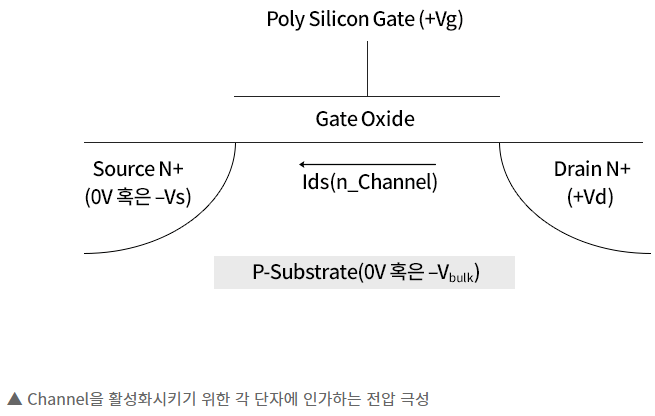 Poly Silicon Gate (+Vg)
Gate Oxide
Source N+
(0V 혹은 –Vs)
Ids(n_Channel)
Drain N+
(+Vd)
P-Substrate(0V 혹은 –Vbulk)
▲ Channel을 활성화시키기 위한 각 단자에 인가하는 전압 극성